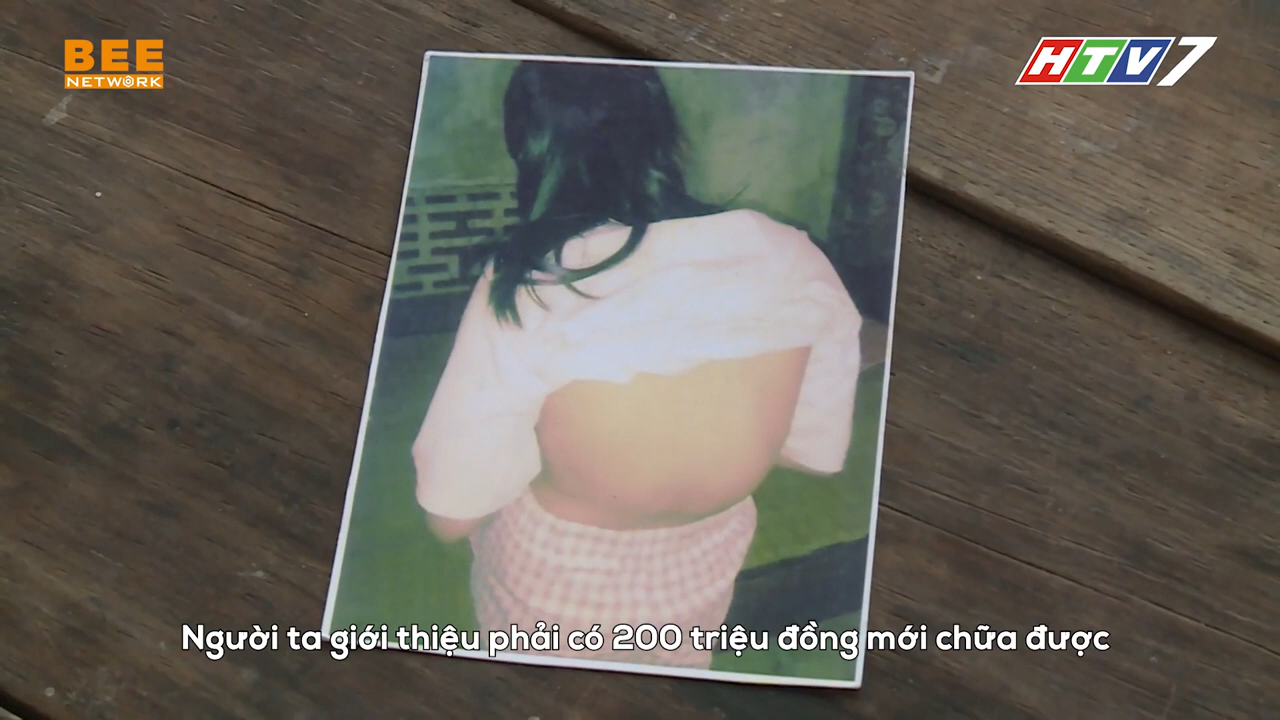 BEE
NETWORK
HTV7
Người ta giới thiệu phải có 200 triệu đồng mới chữa được